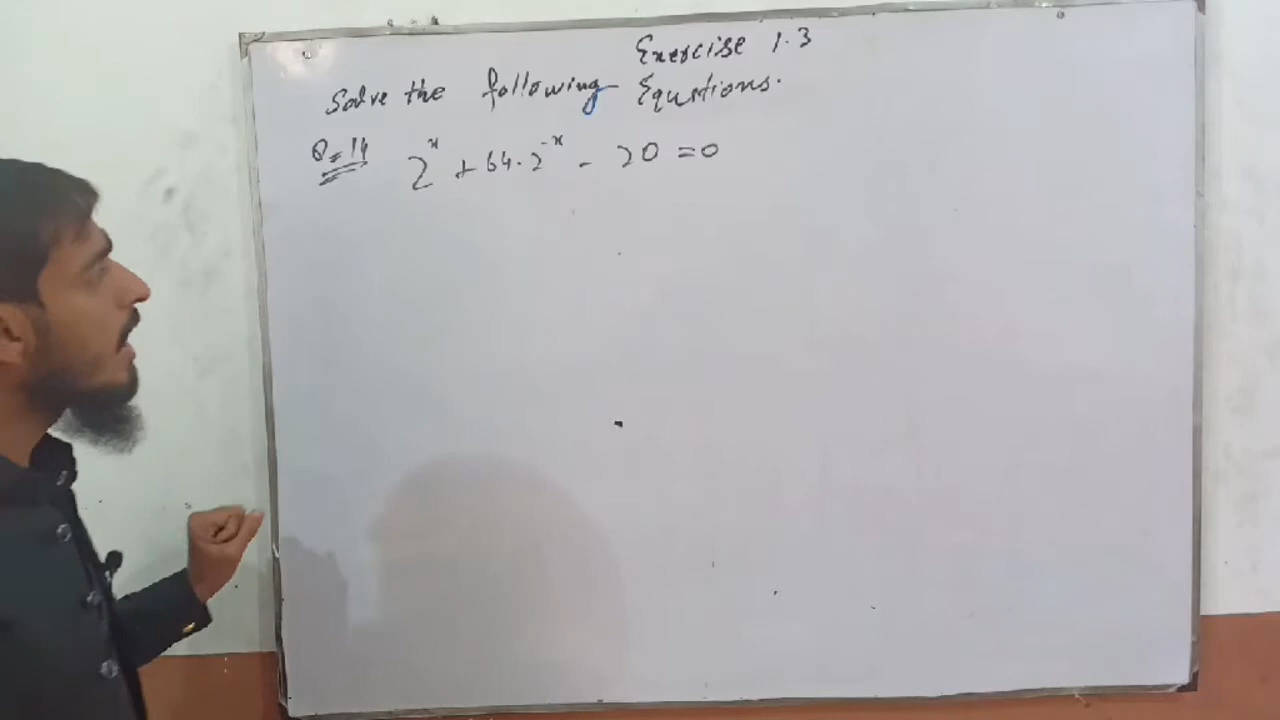 Exercise 1.3
Solve the following Equations.
Q=14 2^x + 64.2^-x - 20 =0